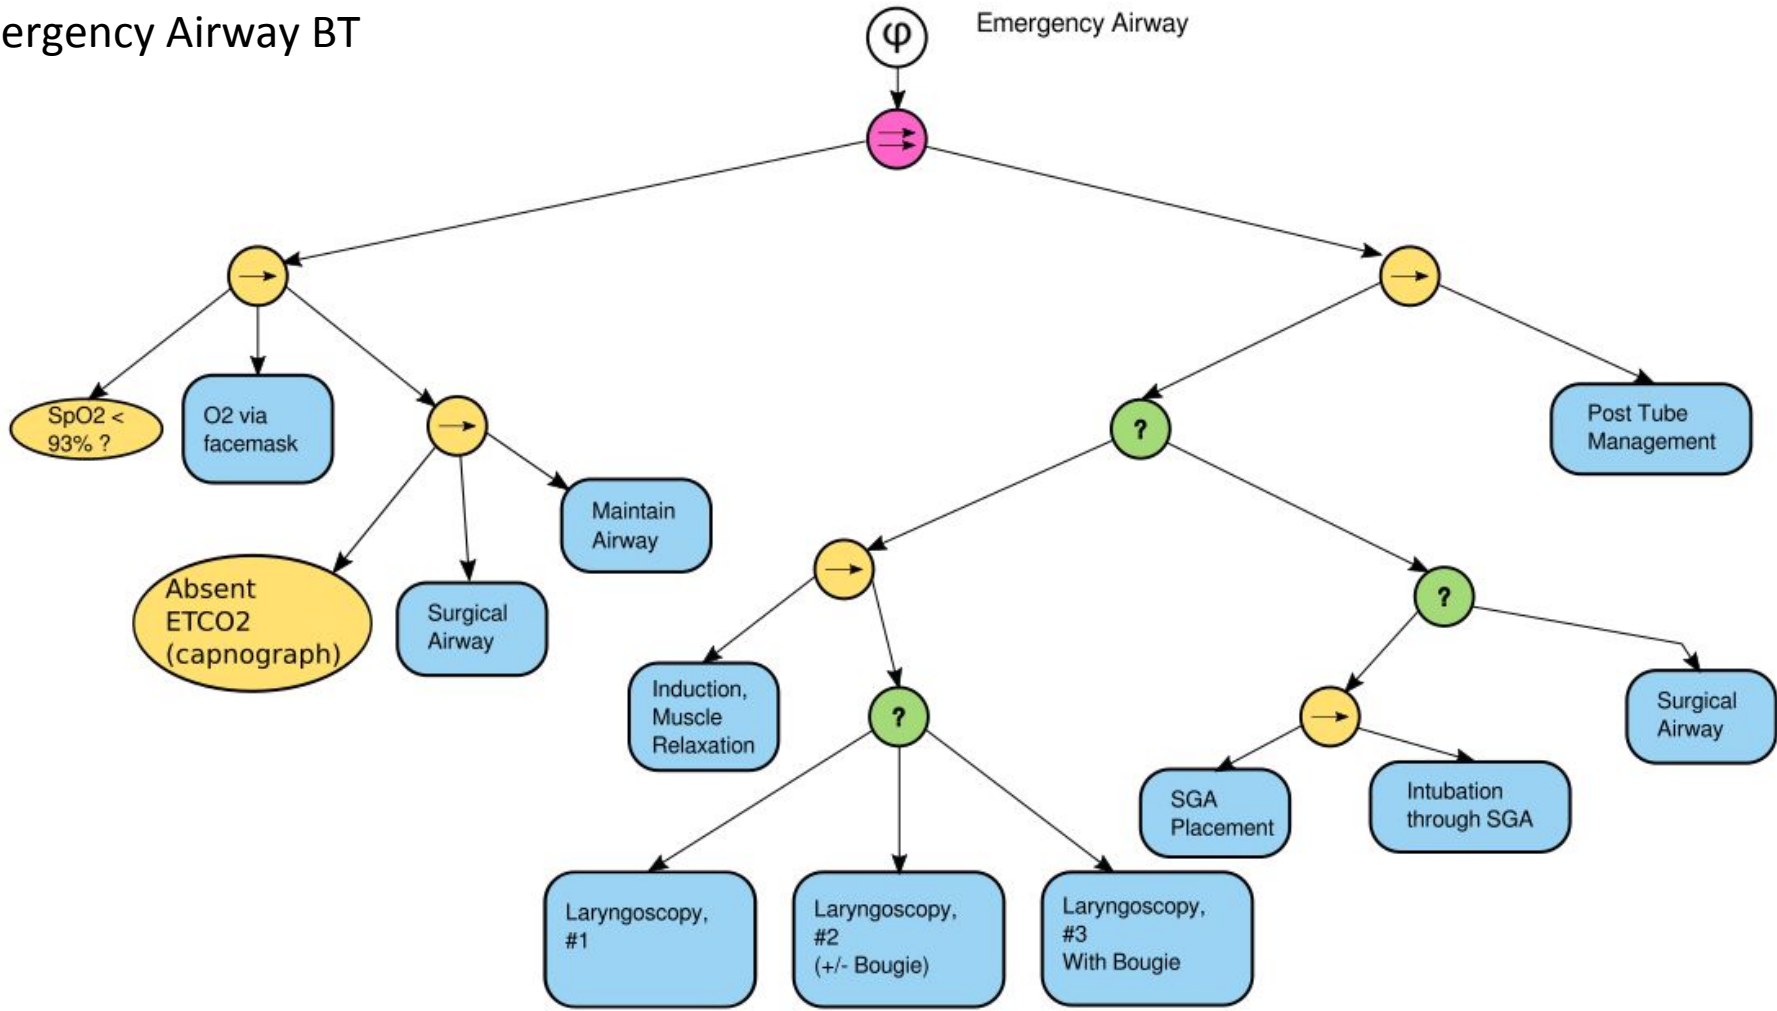 ergency Airway BT
φ
Emergency Airway
SpO2 <
93% ?
O2 via
facemask
?
Post Tube
Management
Maintain
Airway
Absent
ETCO2
(capnograph)
Surgical
Airway
?
Induction,
Muscle
Relaxation
?
Surgical
Airway
SGA
Placement
Intubation
through SGA
Laryngoscopy,
#1
Laryngoscopy,
#2
(+/- Bougie)
Laryngoscopy,
#3
With Bougie